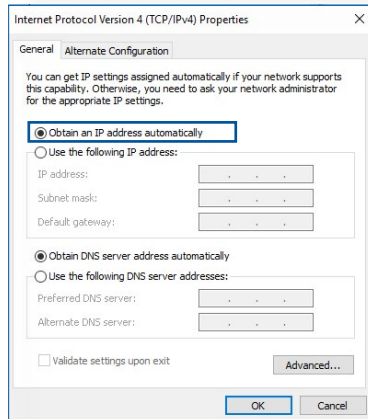 Internet Protocol Version 4 (TCP/IPv4) Properties
General
Alternate Configuration
You can get IP settings assigned automatically if your network supports
this capability. Otherwise, you need to ask your network administrator
for the appropriate IP settings.
Obtain an IP address automatically
Use the following IP address:
IP address:
Subnet mask:
Default gateway:
Obtain DNS server address automatically
Use the following DNS server addresses:
Preferred DNS server:
Alternate DNS server:
Validate settings upon exit
Advanced...
OK
Cancel